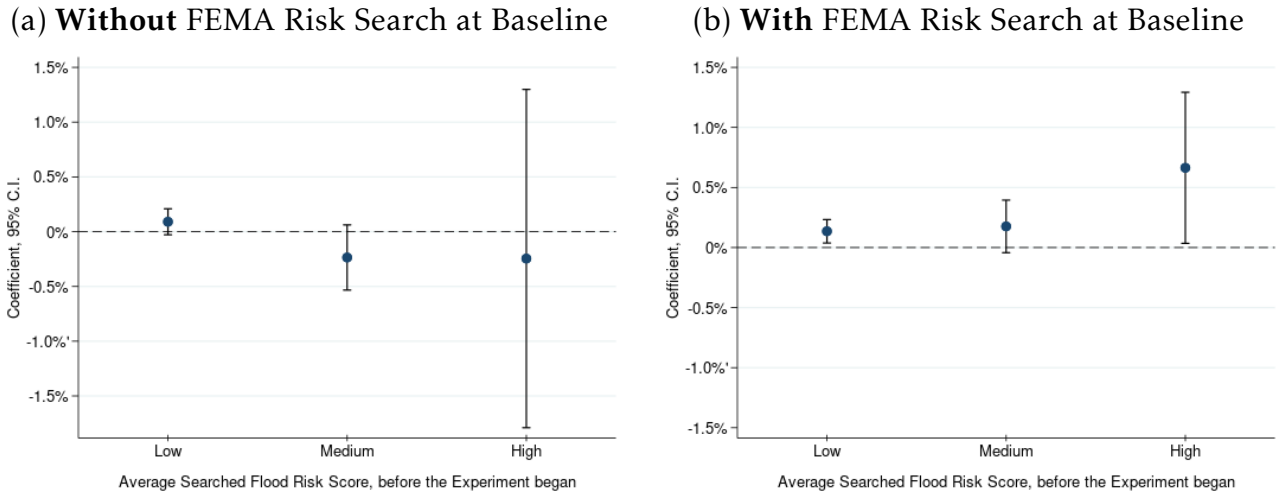 (a) Without FEMA Risk Search at Baseline
1.5%
1.0%
0.5%
0%
-0.5%
-1.0%'
-1.5%
Coefficient, 95% C.I.
Low
Medium
High
Average Searched Flood Risk Score, before the Experiment began
(b) With FEMA Risk Search at Baseline
1.5%
1.0%
0.5%
0%
-0.5%
-1.0%'
-1.5%
Coefficient, 95% C.I.
Low
Medium
High
Average Searched Flood Risk Score, before the Experiment began